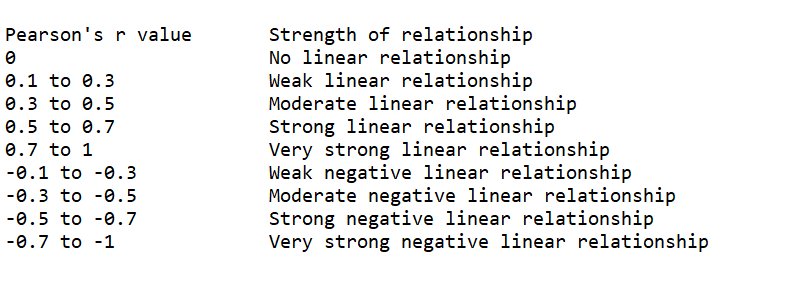 Pearson's r value Strength of relationship
0 No linear relationship
0.1 to 0.3 Weak linear relationship
0.3 to 0.5 Moderate linear relationship
0.5 to 0.7 Strong linear relationship
0.7 to 1 Very strong linear relationship
-0.1 to -0.3 Weak negative linear relationship
-0.3 to -0.5 Moderate negative linear relationship
-0.5 to -0.7 Strong negative linear relationship
-0.7 to -1 Very strong negative linear relationship